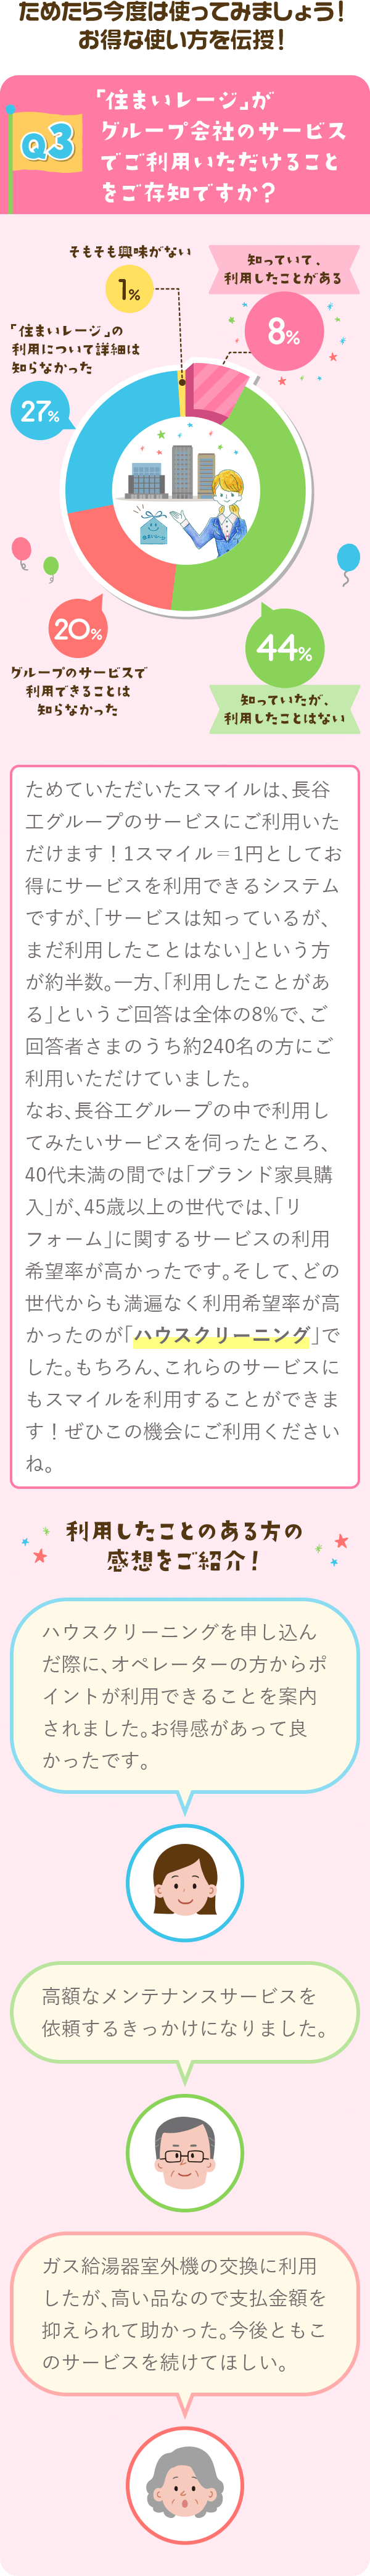 ためたら今度は使ってみましょう！
お得な使い方を伝授！
Q3
「住まいレージ」が
グループ会社のサービス
でご利用いただけること
をご存知ですか？
そもそも興味がない
1%
知っていて、
利用したことがある
8%
「住まいレージ」の
利用について詳細は
知らなかった
27%
住まいレージ
20%
グループのサービスで
利用できることは
知らなかった
44%
知っていたが、
利用したことはない
ためていただいたスマイルは、長谷
工グループのサービスにご利用いた
だけます！1スマイル＝1円としてお
得にサービスを利用できるシステム
ですが、「サービスは知っているが、
まだ利用したことはない」という方
が約半数。一方、「利用したことがあ
る」というご回答は全体の8%で、ご
回答者さまのうち約240名の方にご
利用いただけていました。
なお、長谷工グループの中で利用し
てみたいサービスを伺ったところ、
40代未満の間では「ブランド家具購
入」が、45歳以上の世代では、「リ
フォーム」に関するサービスの利用
希望率が高かったです。そして、どの
世代からも満遍なく利用希望率が高
かったのが「ハウスクリーニング」で
した。もちろん、これらのサービスに
もスマイルを利用することができま
す！ぜひこの機会にご利用ください
ね。
利用したことのある方の
感想をご紹介！
ハウスクリーニングを申し込ん
だ際に、オペレーターの方からポ
イントが利用できることを案内
されました。お得感があって良
かったです。
高額なメンテナンスサービスを
依頼するきっかけになりました。
ガス給湯器室外機の交換に利用
したが、高い品なので支払金額を
抑えられて助かった。今後ともこ
のサービスを続けてほしい。